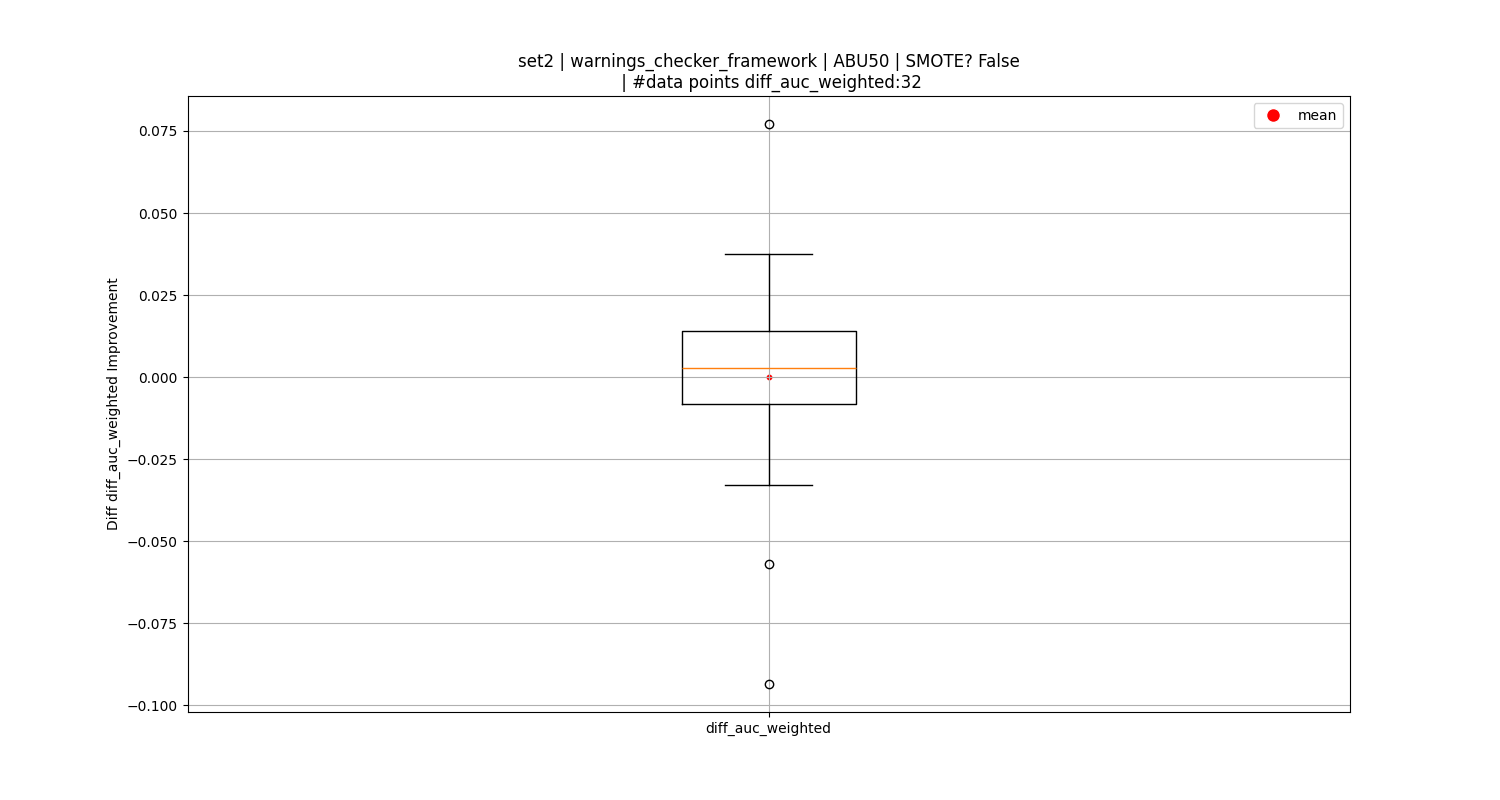 set2 | warnings_checker_framework | ABU50 | SMOTE? False
| #data points diff_auc_weighted:32
mean
0.075
0.050
0.025
0.000
−0.025
−0.050
−0.075
−0.100
Diff diff_auc_weighted Improvement
diff_auc_weighted